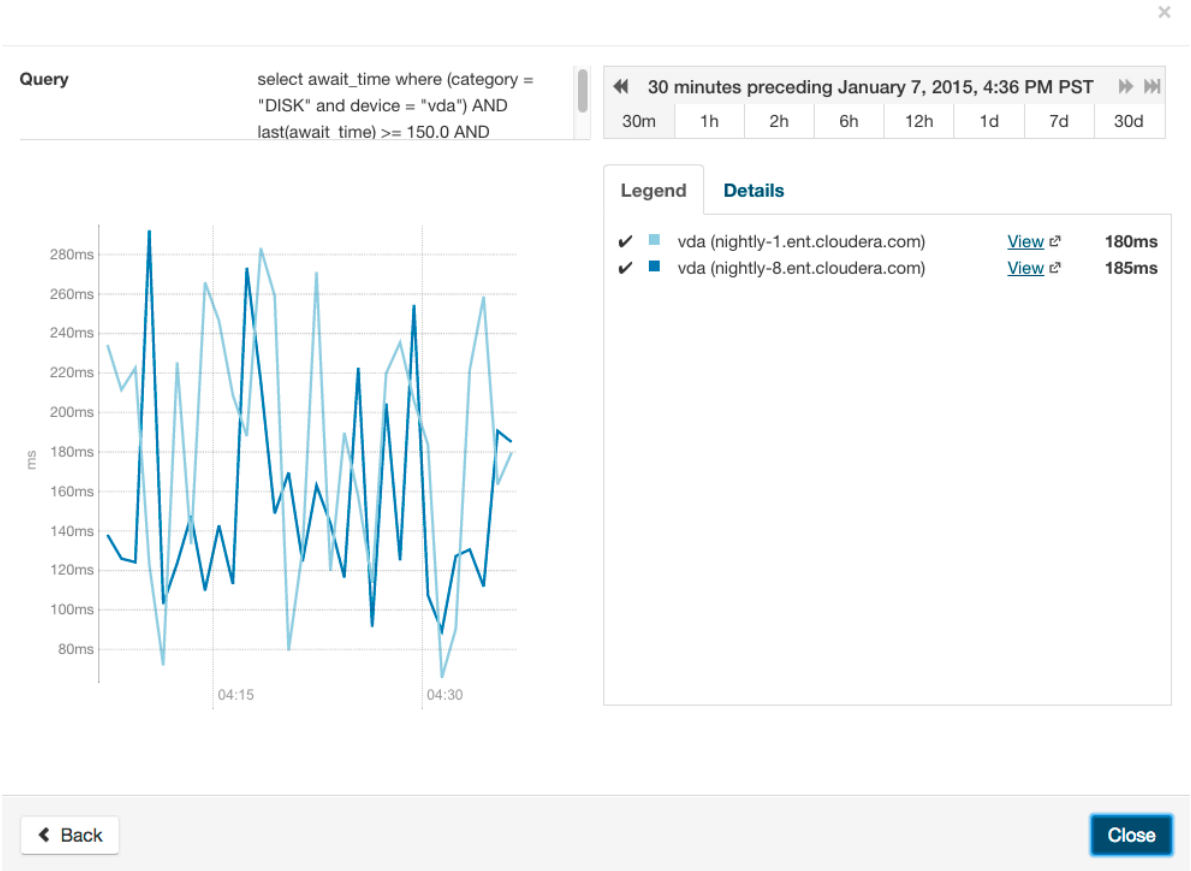 ×
Query
select await_time where (category =
"DISK" and device = "vda") AND
last(await_time) >= 150.0 AND
30 minutes preceding January 7, 2015, 4:36 PM PST
30m 1h 2h 6h 12h 1d 7d 30d
Legend Details
vda (nightly-1.ent.cloudera.com) View 180ms
vda (nightly-8.ent.cloudera.com) View 185ms
280ms
260ms
240ms
220ms
200ms
180ms
160ms
140ms
120ms
100ms
80ms
ms
04:15 04:30
Back
Close